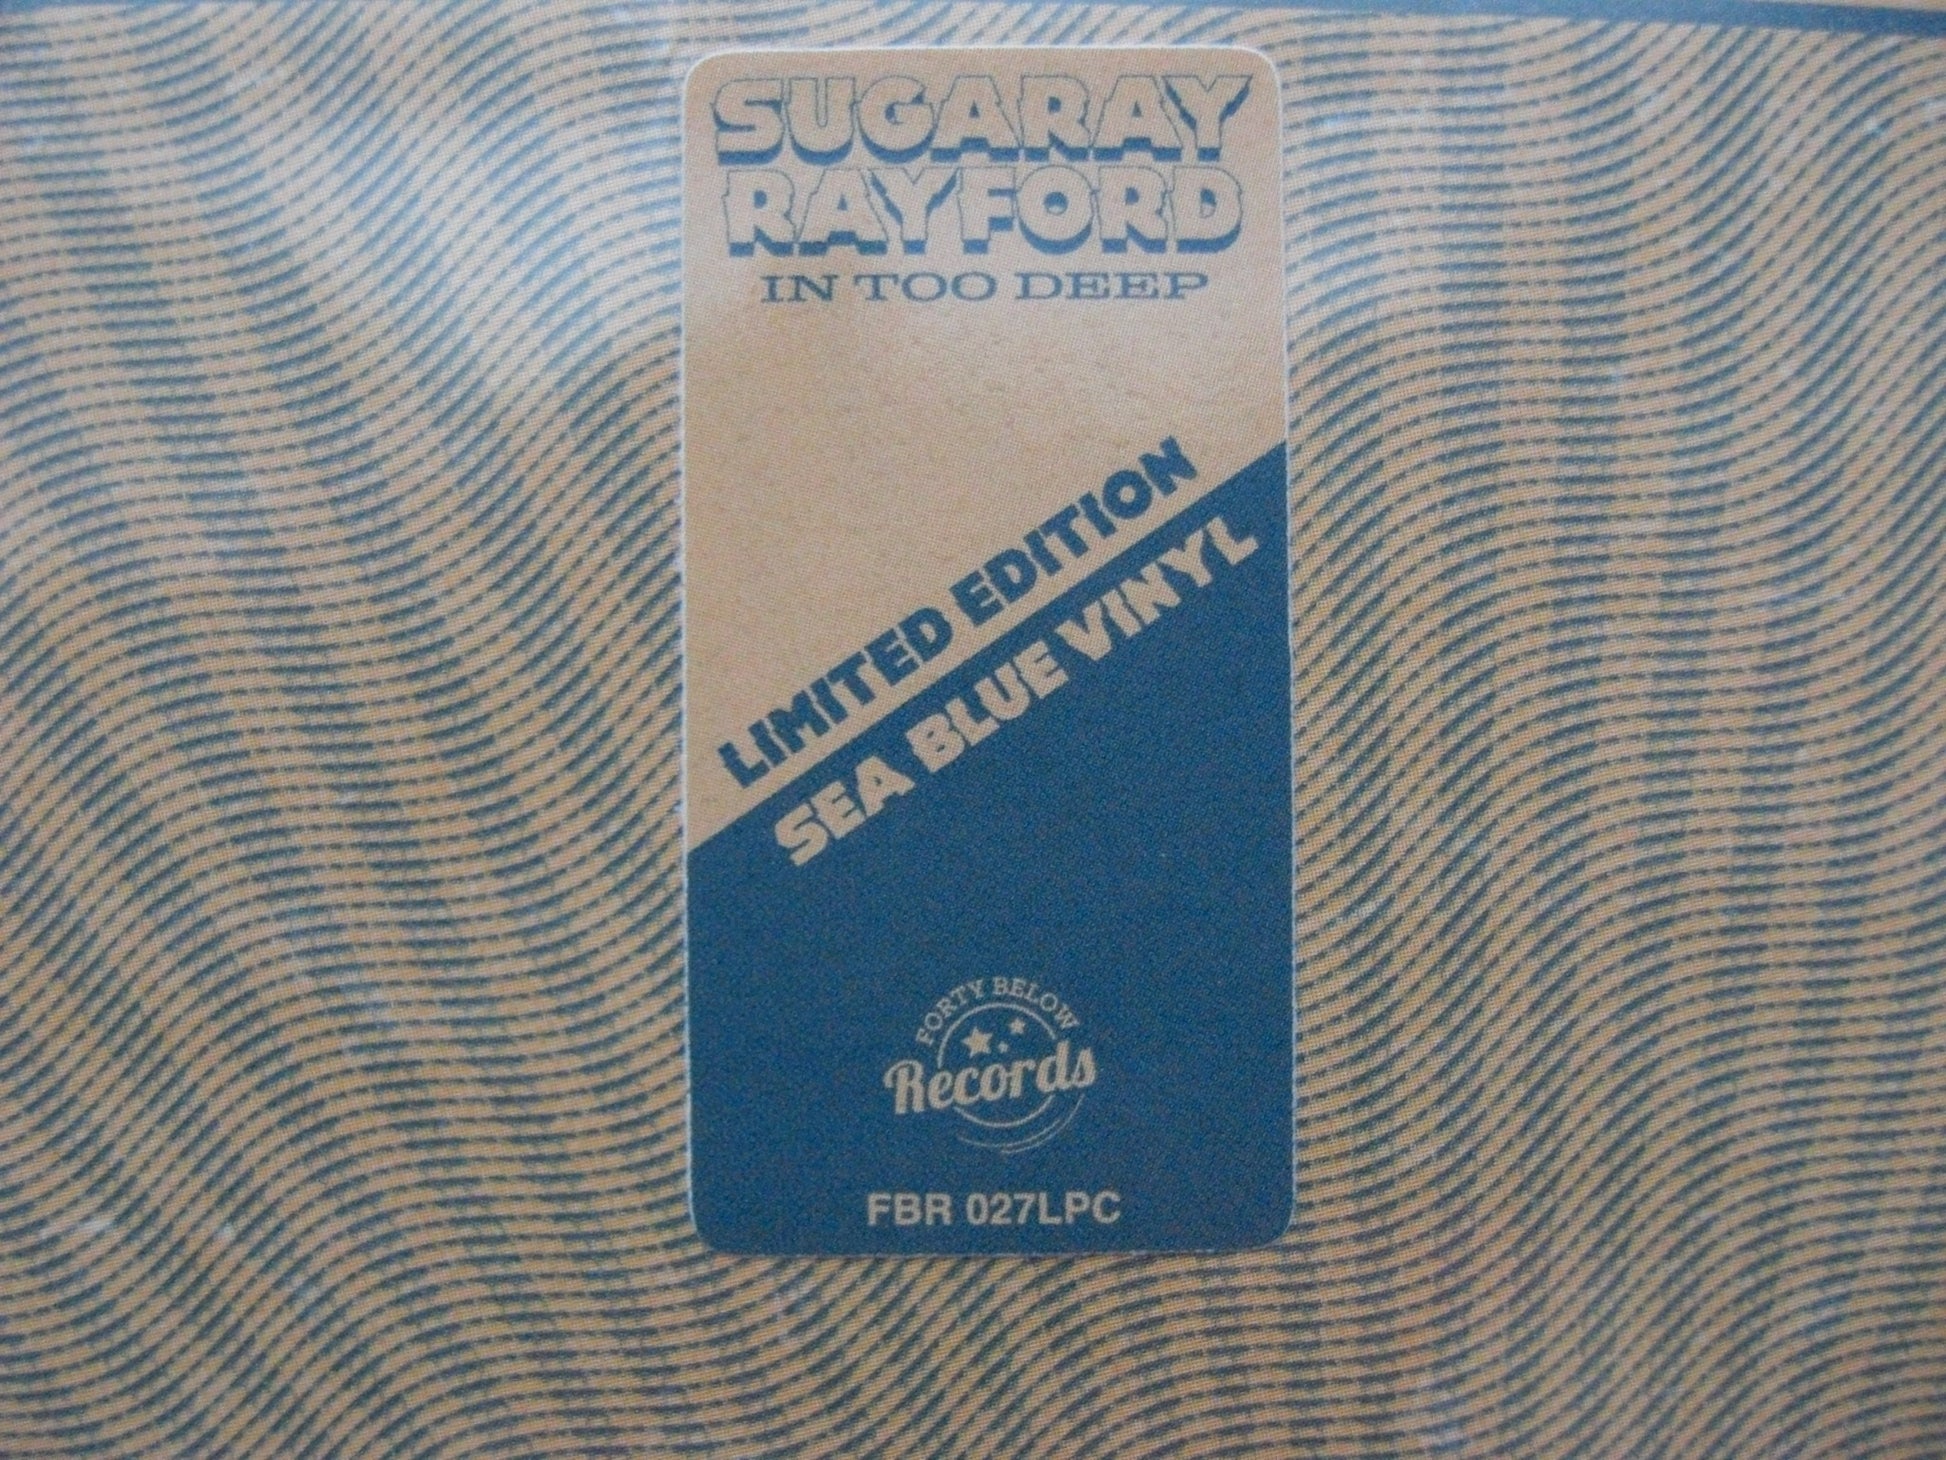 SUGARAY
RAYFORD
IN TOO DEEP
LIMITED EDITION
SEA BLUE VINYL
FORTY BELOW
Records
FBR 027LPC